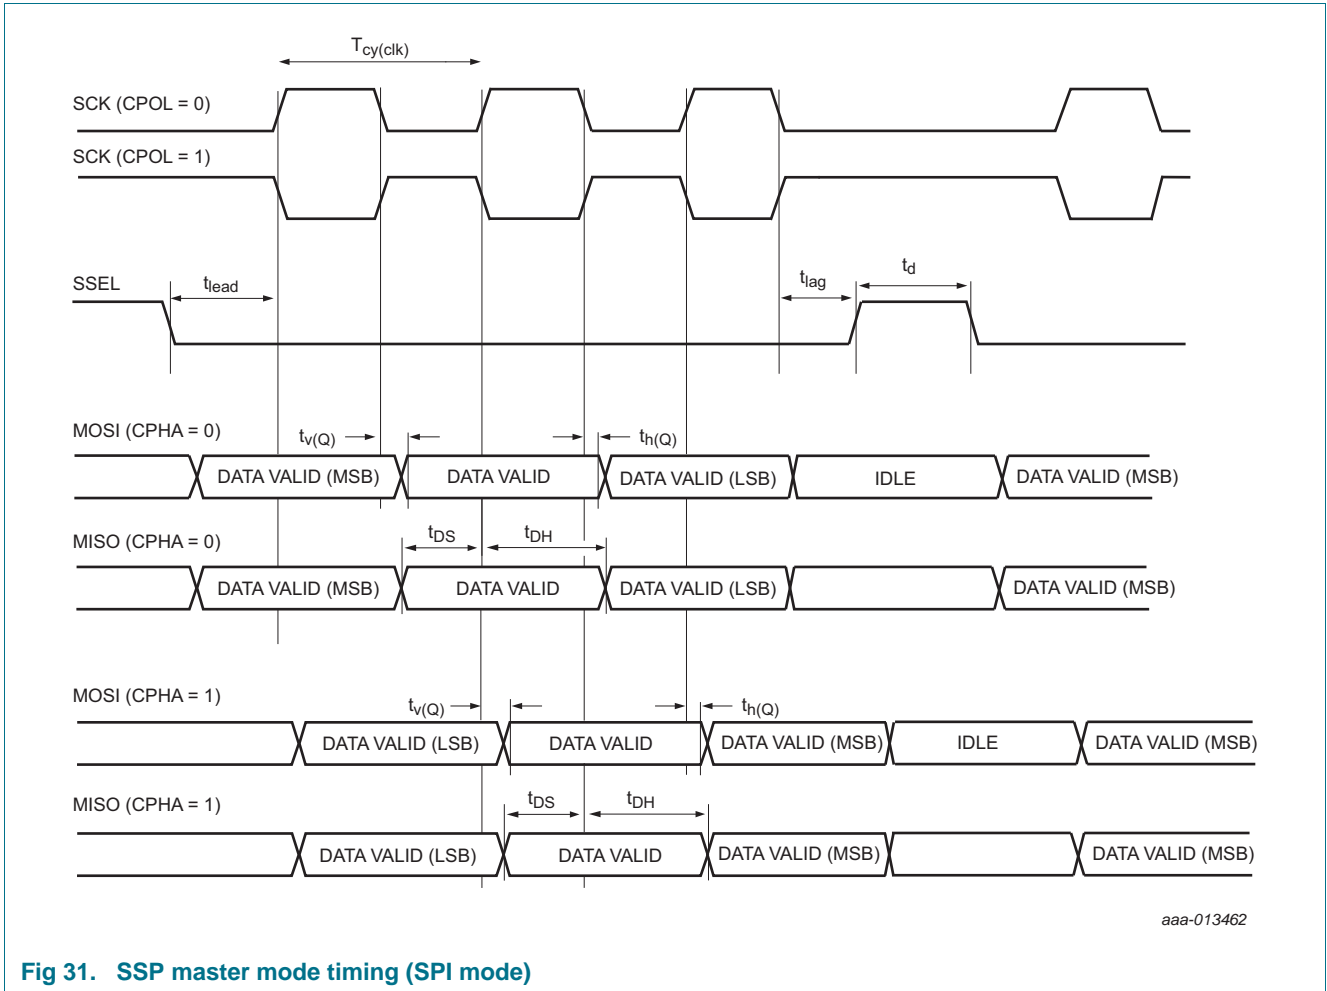 Tcy(clk)
SCK (CPOL = 0)
SCK (CPOL = 1)
SSEL
tlead
tlag
td
MOSI (CPHA = 0)
tv(Q)
th(Q)
DATA VALID (MSB) DATA VALID DATA VALID (LSB) IDLE DATA VALID (MSB)
MISO (CPHA = 0)
tDS
tDH
DATA VALID (MSB) DATA VALID DATA VALID (LSB) DATA VALID (MSB)
MOSI (CPHA = 1)
tv(Q)
th(Q)
DATA VALID (LSB) DATA VALID DATA VALID (MSB) IDLE DATA VALID (MSB)
MISO (CPHA = 1)
tDS
tDH
DATA VALID (LSB) DATA VALID DATA VALID (MSB) DATA VALID (MSB)
aaa-013462
Fig 31. SSP master mode timing (SPI mode)